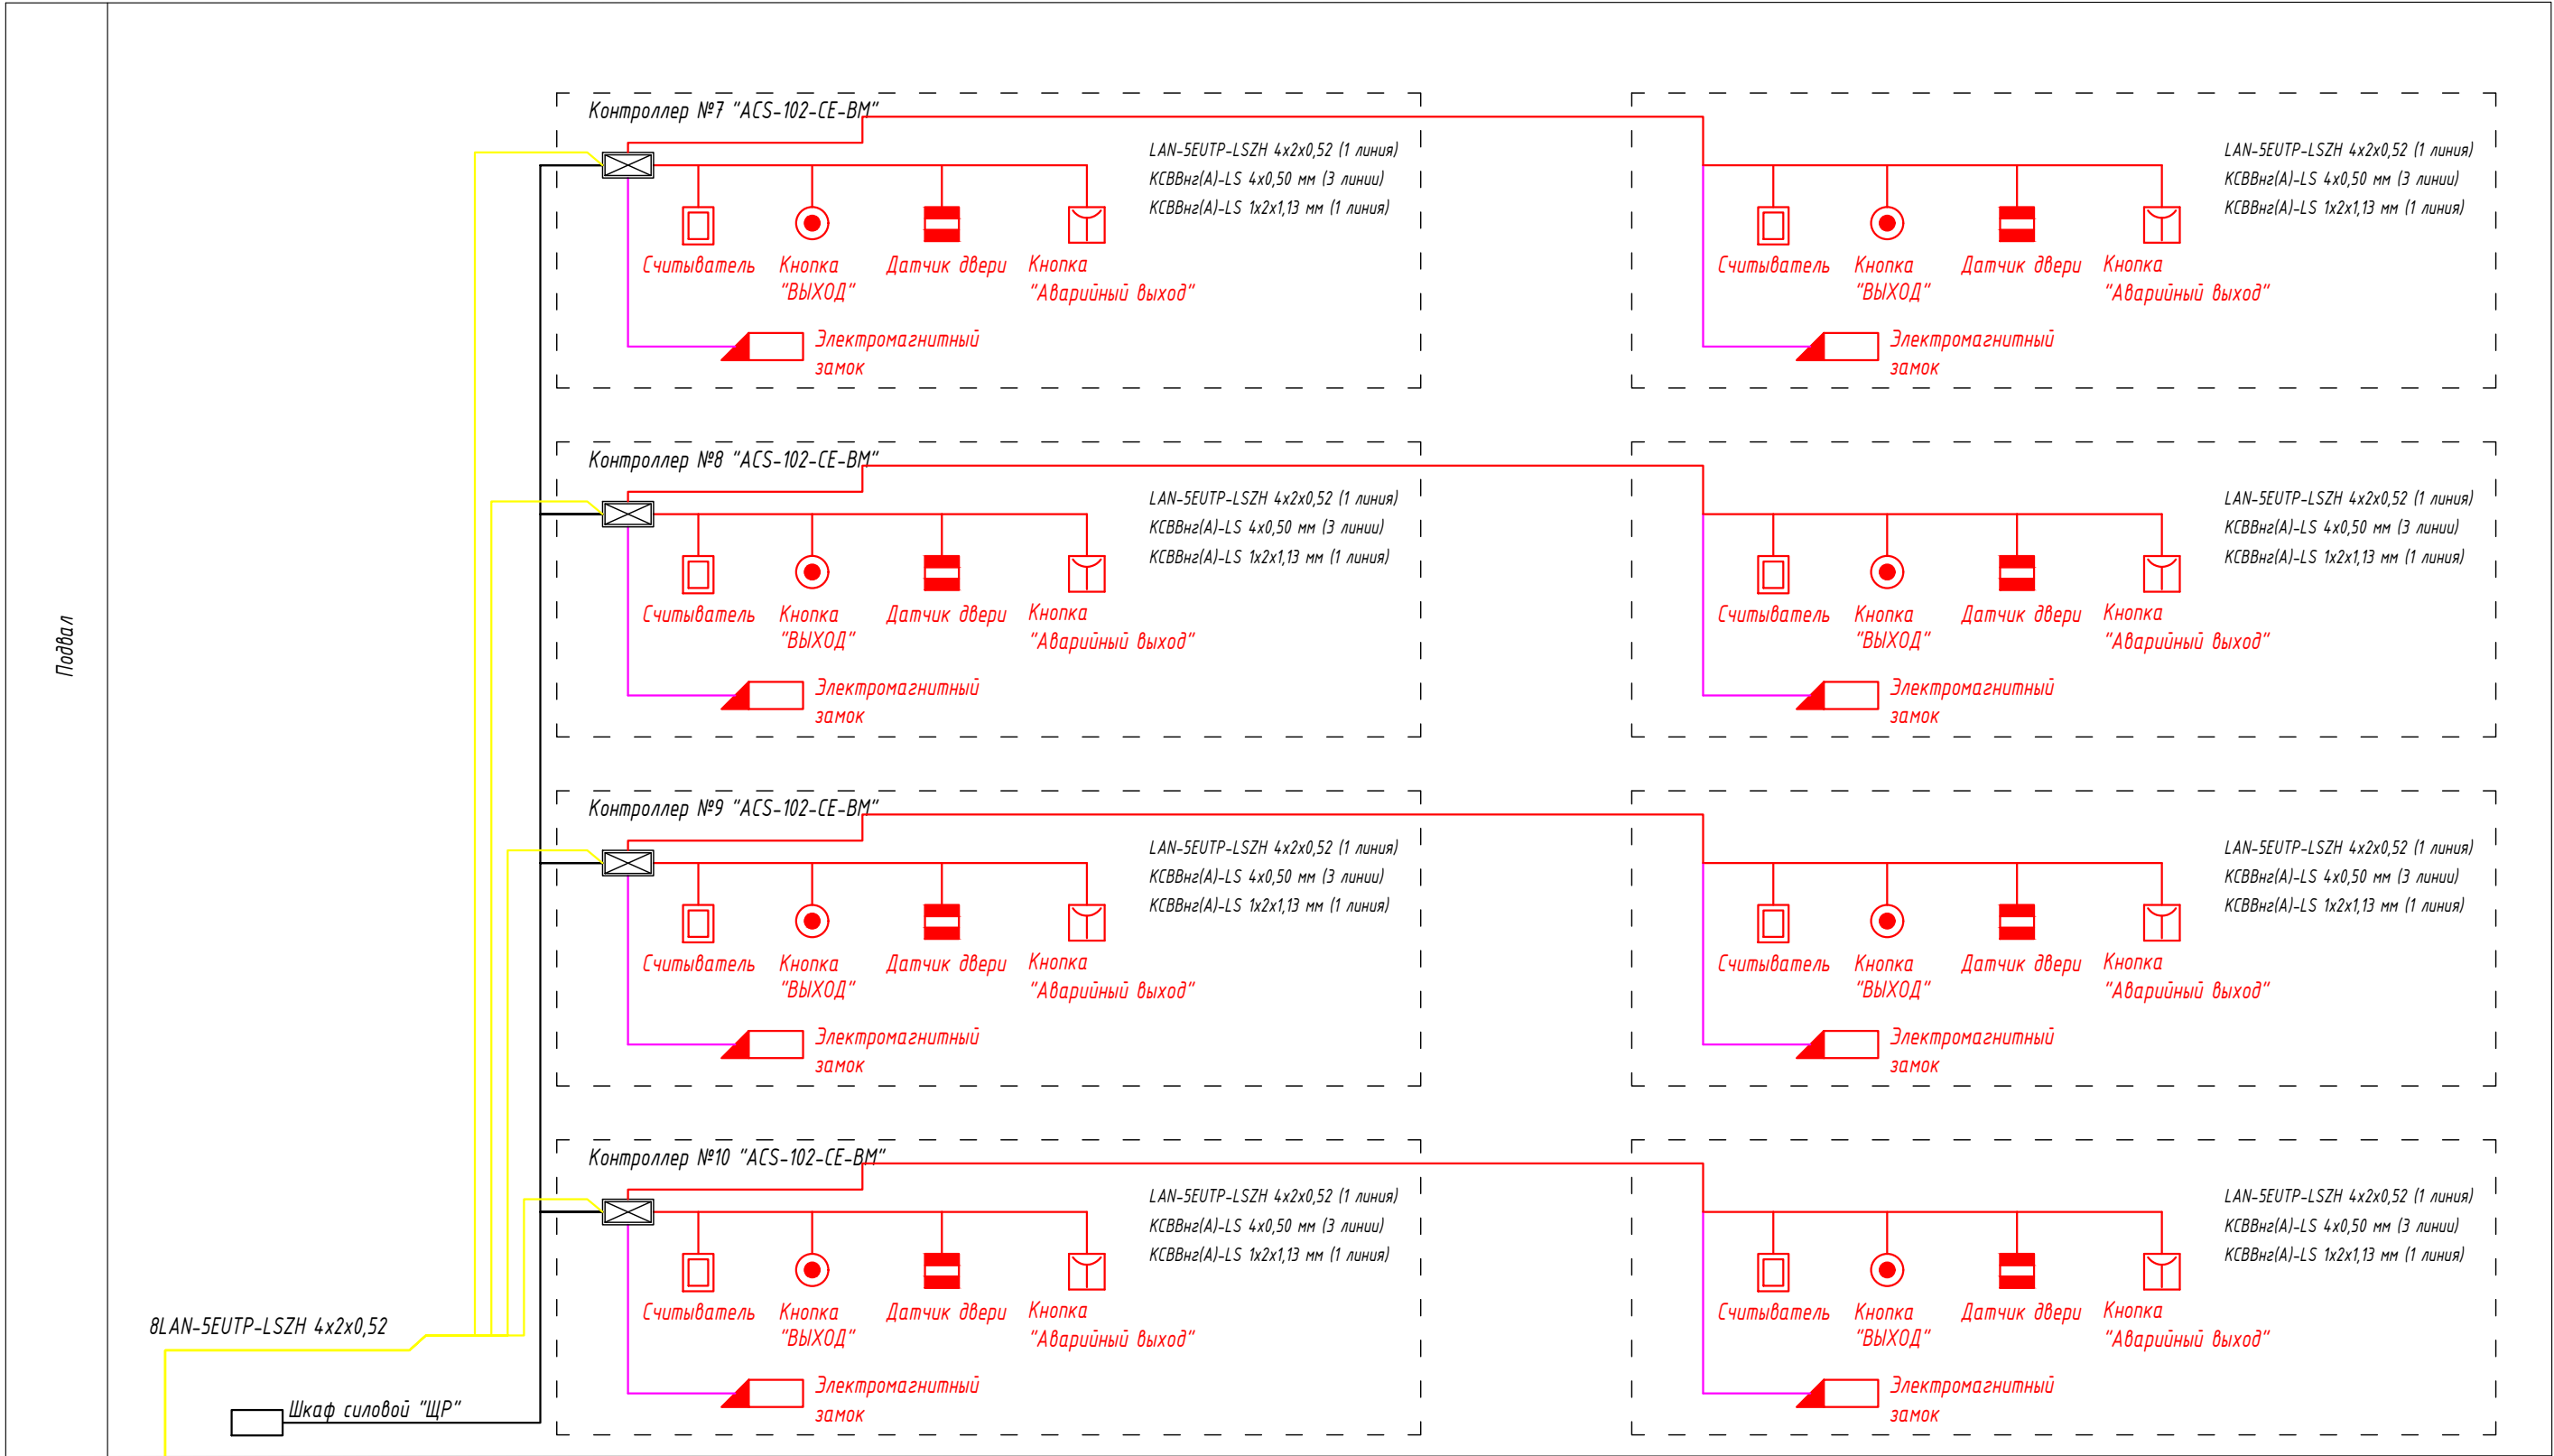 Подвал
Контроллер №7 "ACS-102-CE-BM"
LAN-5EUTP-LSZH 4x2x0,52 (1 линия)
КСВВнг(А)-LS 4x0,50 мм (3 линии)
КСВВнг(А)-LS 1x2x1,13 мм (1 линия)
Считыватель
Кнопка
"ВЫХОД"
Датчик двери
Кнопка
"Аварийный выход"
Электромагнитный
замок
LAN-5EUTP-LSZH 4x2x0,52 (1 линия)
КСВВнг(А)-LS 4x0,50 мм (3 линии)
КСВВнг(А)-LS 1x2x1,13 мм (1 линия)
Считыватель
Кнопка
"ВЫХОД"
Датчик двери
Кнопка
"Аварийный выход"
Электромагнитный
замок
Контроллер №8 "ACS-102-CE-BM"
LAN-5EUTP-LSZH 4x2x0,52 (1 линия)
КСВВнг(А)-LS 4x0,50 мм (3 линии)
КСВВнг(А)-LS 1x2x1,13 мм (1 линия)
Считыватель
Кнопка
"ВЫХОД"
Датчик двери
Кнопка
"Аварийный выход"
Электромагнитный
замок
LAN-5EUTP-LSZH 4x2x0,52 (1 линия)
КСВВнг(А)-LS 4x0,50 мм (3 линии)
КСВВнг(А)-LS 1x2x1,13 мм (1 линия)
Считыватель
Кнопка
"ВЫХОД"
Датчик двери
Кнопка
"Аварийный выход"
Электромагнитный
замок
Контроллер №9 "ACS-102-CE-BM"
LAN-5EUTP-LSZH 4x2x0,52 (1 линия)
КСВВнг(А)-LS 4x0,50 мм (3 линии)
КСВВнг(А)-LS 1x2x1,13 мм (1 линия)
Считыватель
Кнопка
"ВЫХОД"
Датчик двери
Кнопка
"Аварийный выход"
Электромагнитный
замок
LAN-5EUTP-LSZH 4x2x0,52 (1 линия)
КСВВнг(А)-LS 4x0,50 мм (3 линии)
КСВВнг(А)-LS 1x2x1,13 мм (1 линия)
Считыватель
Кнопка
"ВЫХОД"
Датчик двери
Кнопка
"Аварийный выход"
Электромагнитный
замок
Контроллер №10 "ACS-102-CE-BM"
LAN-5EUTP-LSZH 4x2x0,52 (1 линия)
КСВВнг(А)-LS 4x0,50 мм (3 линии)
КСВВнг(А)-LS 1x2x1,13 мм (1 линия)
Считыватель
Кнопка
"ВЫХОД"
Датчик двери
Кнопка
"Аварийный выход"
Электромагнитный
замок
LAN-5EUTP-LSZH 4x2x0,52 (1 линия)
КСВВнг(А)-LS 4x0,50 мм (3 линии)
КСВВнг(А)-LS 1x2x1,13 мм (1 линия)
Считыватель
Кнопка
"ВЫХОД"
Датчик двери
Кнопка
"Аварийный выход"
Электромагнитный
замок
8LAN-5EUTP-LSZH 4x2x0,52
Шкаф силовой "ЩР"